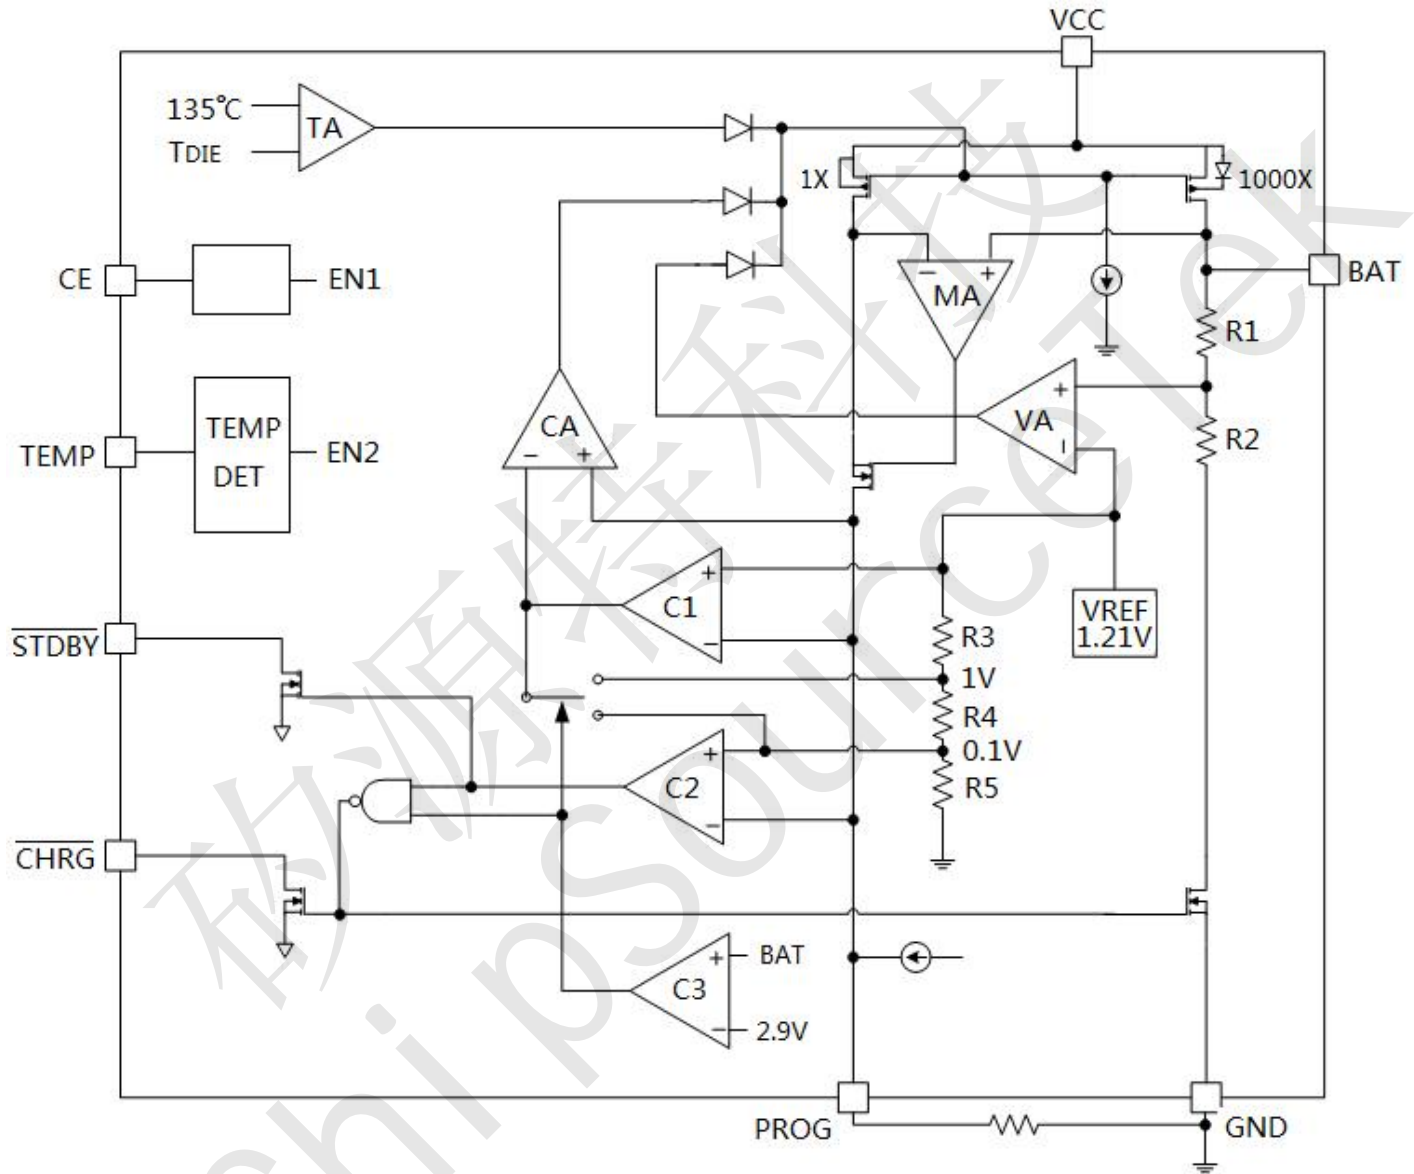 VCC
135℃
TDIE
TA
1X
1000X
CE
EN1
BAT
− +
MA
R1
TEMP
TEMP
DET
EN2
CA
− +
VA
+
−
R2
C1
+
−
VREF
1.21V
R3
STDBY
1V
R4
0.1V
R5
C2
+
−
CHRG
C3
+
−
BAT
2.9V
PROG
GND
矽源特科技
ChipSourceTek